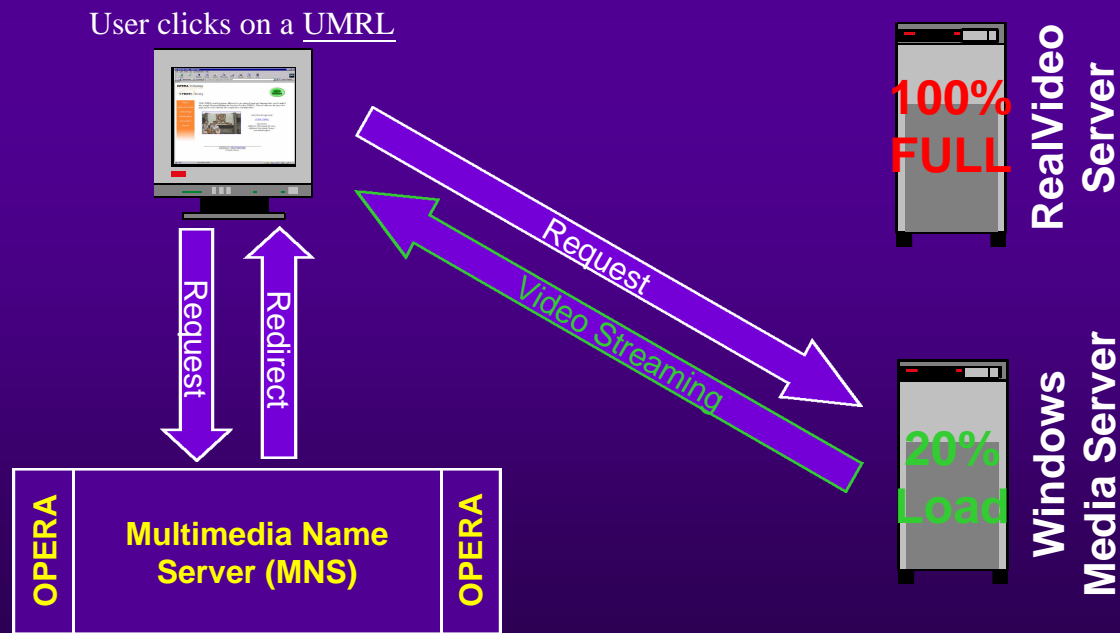 User clicks on a UMRL
100%
FULL
RealVideo
Server
Request
Video Streaming
Request
Redirect
20%
Load
Windows
Media Server
OPERA
Multimedia Name
Server (MNS)
OPERA